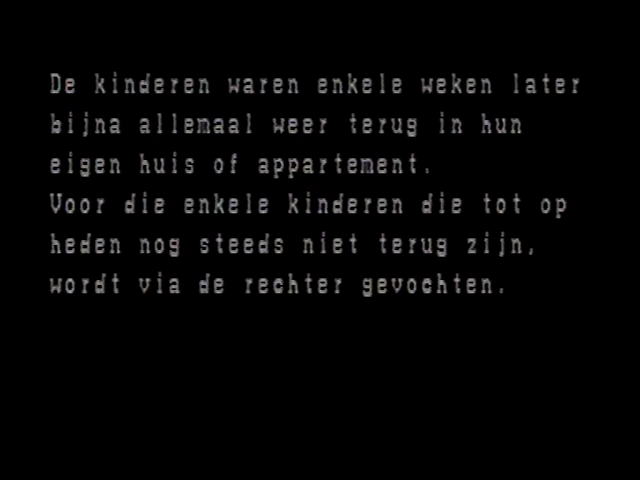 De kinderen waren enkele weken later
bijna allemaal weer terug in hun
eigen huis of appartement.
Voor die enkele kinderen die tot op
heden nog steeds niet terug zijn,
wordt via de rechter gevochten.